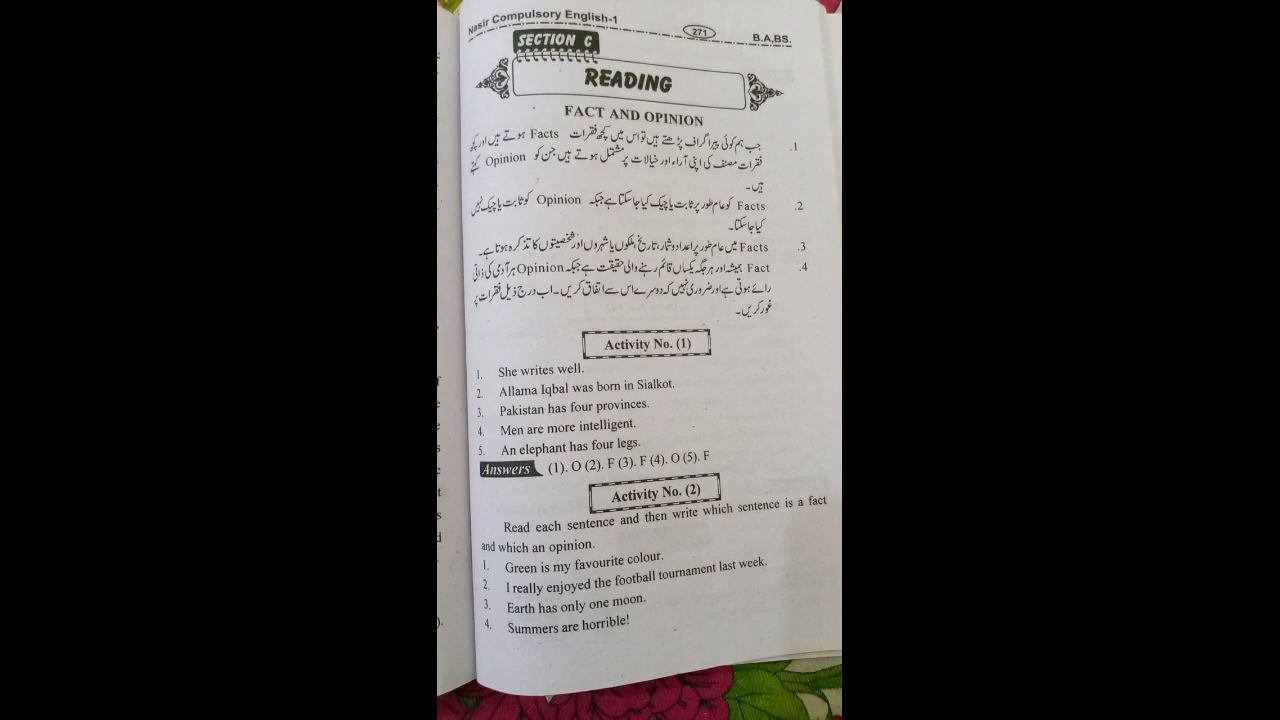 Nasir Compulsory English-1 271 B.A,BS.
SECTION C
READING
FACT AND OPINION
1. جب ہم کوئی پیراگراف پڑھتے ہیں تو اس میں کچھ فقرات Facts ہوتے ہیں اور کچھ
فقرات مصنف کی اپنی آراء اور خیالات پر مشتمل ہوتے ہیں جن کو Opinion کہتے
ہیں۔
2. Facts کو عام طور پر ثابت یا چیک کیا جا سکتا ہے جبکہ Opinion کو ثابت یا چیک نہیں
کیا جا سکتا۔
3. Facts میں عام طور پر اعداد و شمار، تاریخ، ملکوں یا شہروں اور شخصیتوں کا تذکرہ ہوتا ہے۔
4. Fact ہمیشہ اور ہر جگہ یکساں قائم رہنے والی حقیقت ہے جبکہ Opinion ہر آدمی کی ذاتی
رائے ہوتی ہے اور ضروری نہیں کہ دوسرے اس سے اتفاق کریں۔ اب درج ذیل فقرات پر
غور کریں۔
Activity No. (1)
1. She writes well.
2. Allama Iqbal was born in Sialkot.
3. Pakistan has four provinces.
4. Men are more intelligent.
5. An elephant has four legs.
Answers (1). O (2). F (3). F (4). O (5). F
Activity No. (2)
Read each sentence and then write which sentence is a fact
and which an opinion.
1. Green is my favourite colour.
2. I really enjoyed the football tournament last week.
3. Earth has only one moon.
4. Summers are horrible!